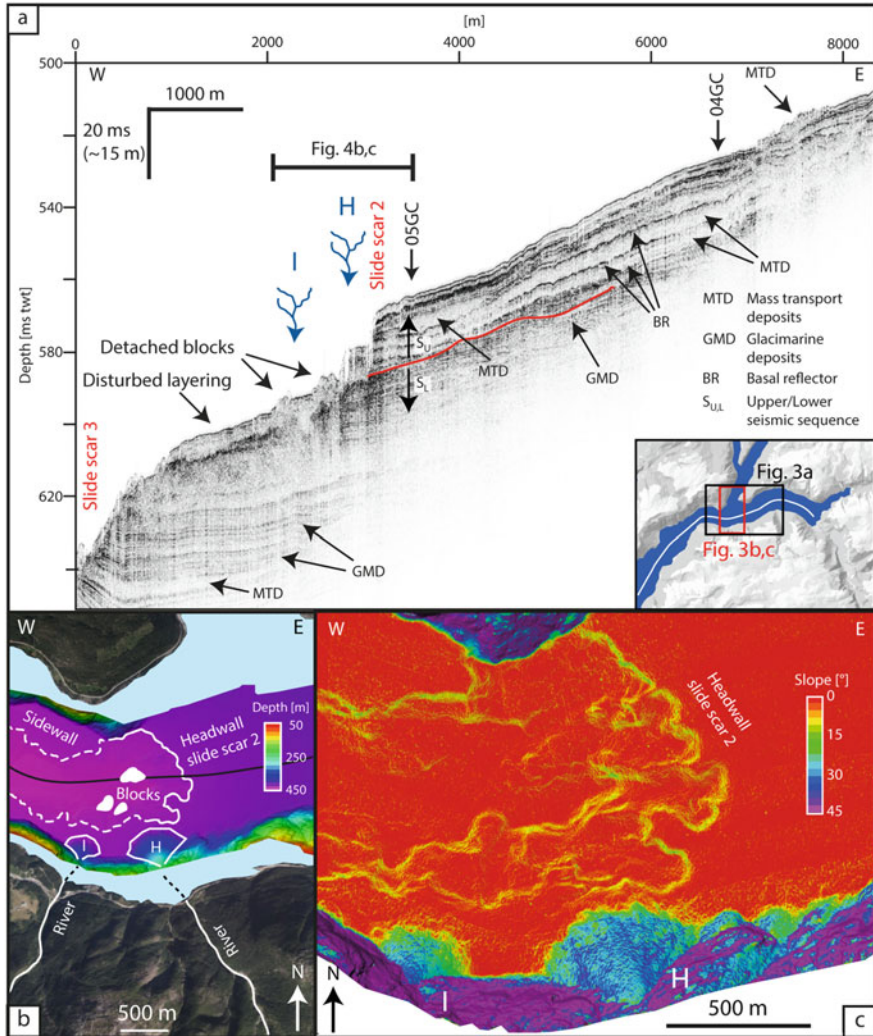 a
[m]
0
2000
4000
6000
8000
500
W
E
MTD
1000 m
20 ms
(~15 m)
Fig. 4b,c
04GC
540
H
I
Slide scar 2
05GC
Depth [ms twt]
MTD
Detached blocks
580
Disturbed layering
S_U
S_L
MTD
MTD
GMD
BR
MTD Mass transport
deposits
GMD Glacimarine
deposits
BR Basal reflector
S_U,L Upper/Lower
seismic sequence
Slide scar 3
620
GMD
MTD
Fig. 3a
Fig. 3b,c
W
E
Sidewall
Headwall
slide scar 2
Depth [m]
50
250
450
Blocks
I
H
River
River
N
b
500 m
W
E
Headwall
slide scar 2
Slope [°]
0
15
30
45
I
H
N
500 m
c